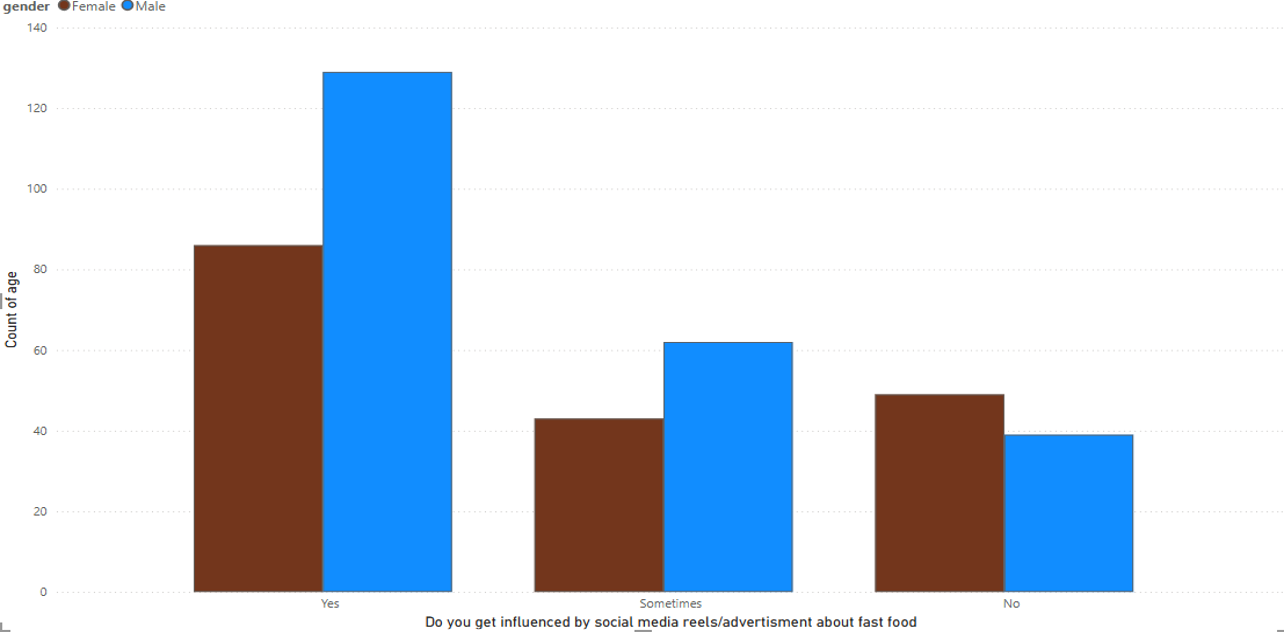 gender Female Male
140
120
100
80
60
40
20
0
Count of age
Yes Sometimes No
Do you get influenced by social media reels/advertisment about fast food